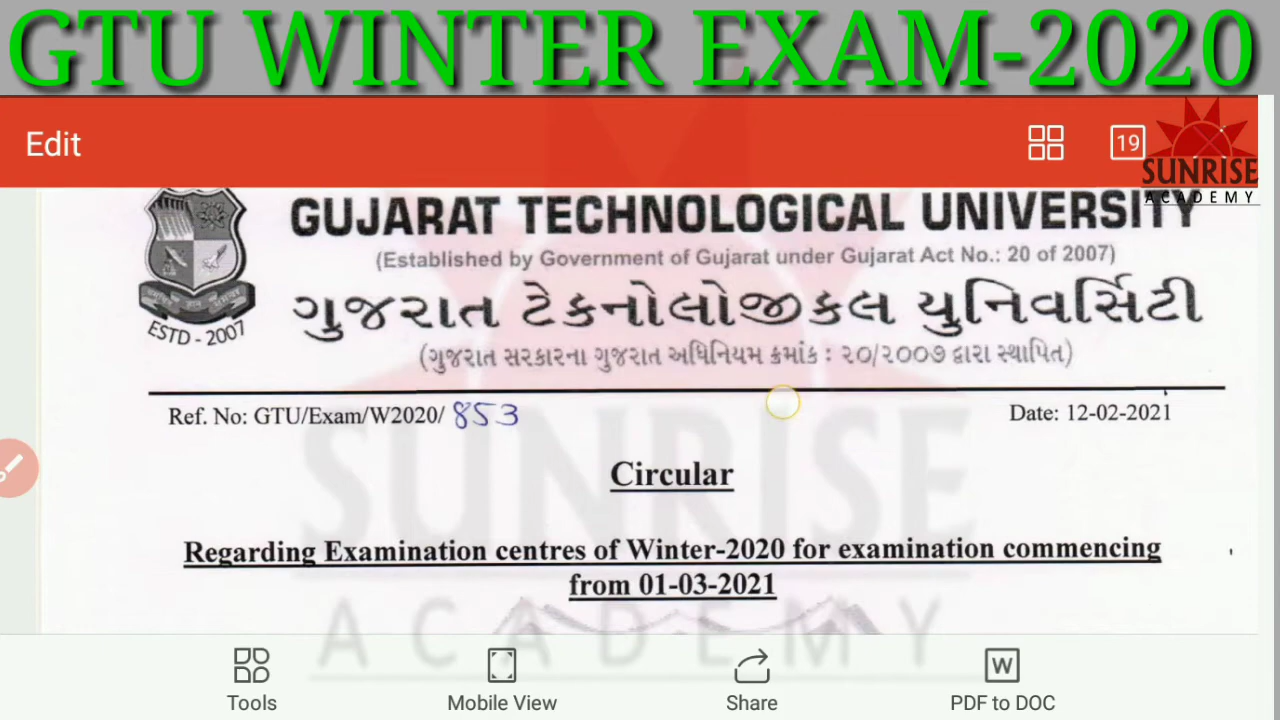 GTU WINTER EXAM-2020
Edit
19
SUNRISE
ACADEMY
GUJARAT TECHNOLOGICAL UNIVERSITY
(Established by Government of Gujarat under Gujarat Act No.: 20 of 2007)
ગુજરાત ટેકનોલોજીકલ યુનિવર્સિટી
(ગુજરાત સરકારના ગુજરાત અધિનિયમ ક્રમાંક : ૨૦/૨૦૦૭ દ્વારા સ્થાપિત)
ESTD - 2007
Ref. No: GTU/Exam/W2020/ 853
Date: 12-02-2021
Circular
Regarding Examination centres of Winter-2020 for examination commencing
from 01-03-2021
SUNRISE
ACADEMY
Tools
Mobile View
Share
W
PDF to DOC